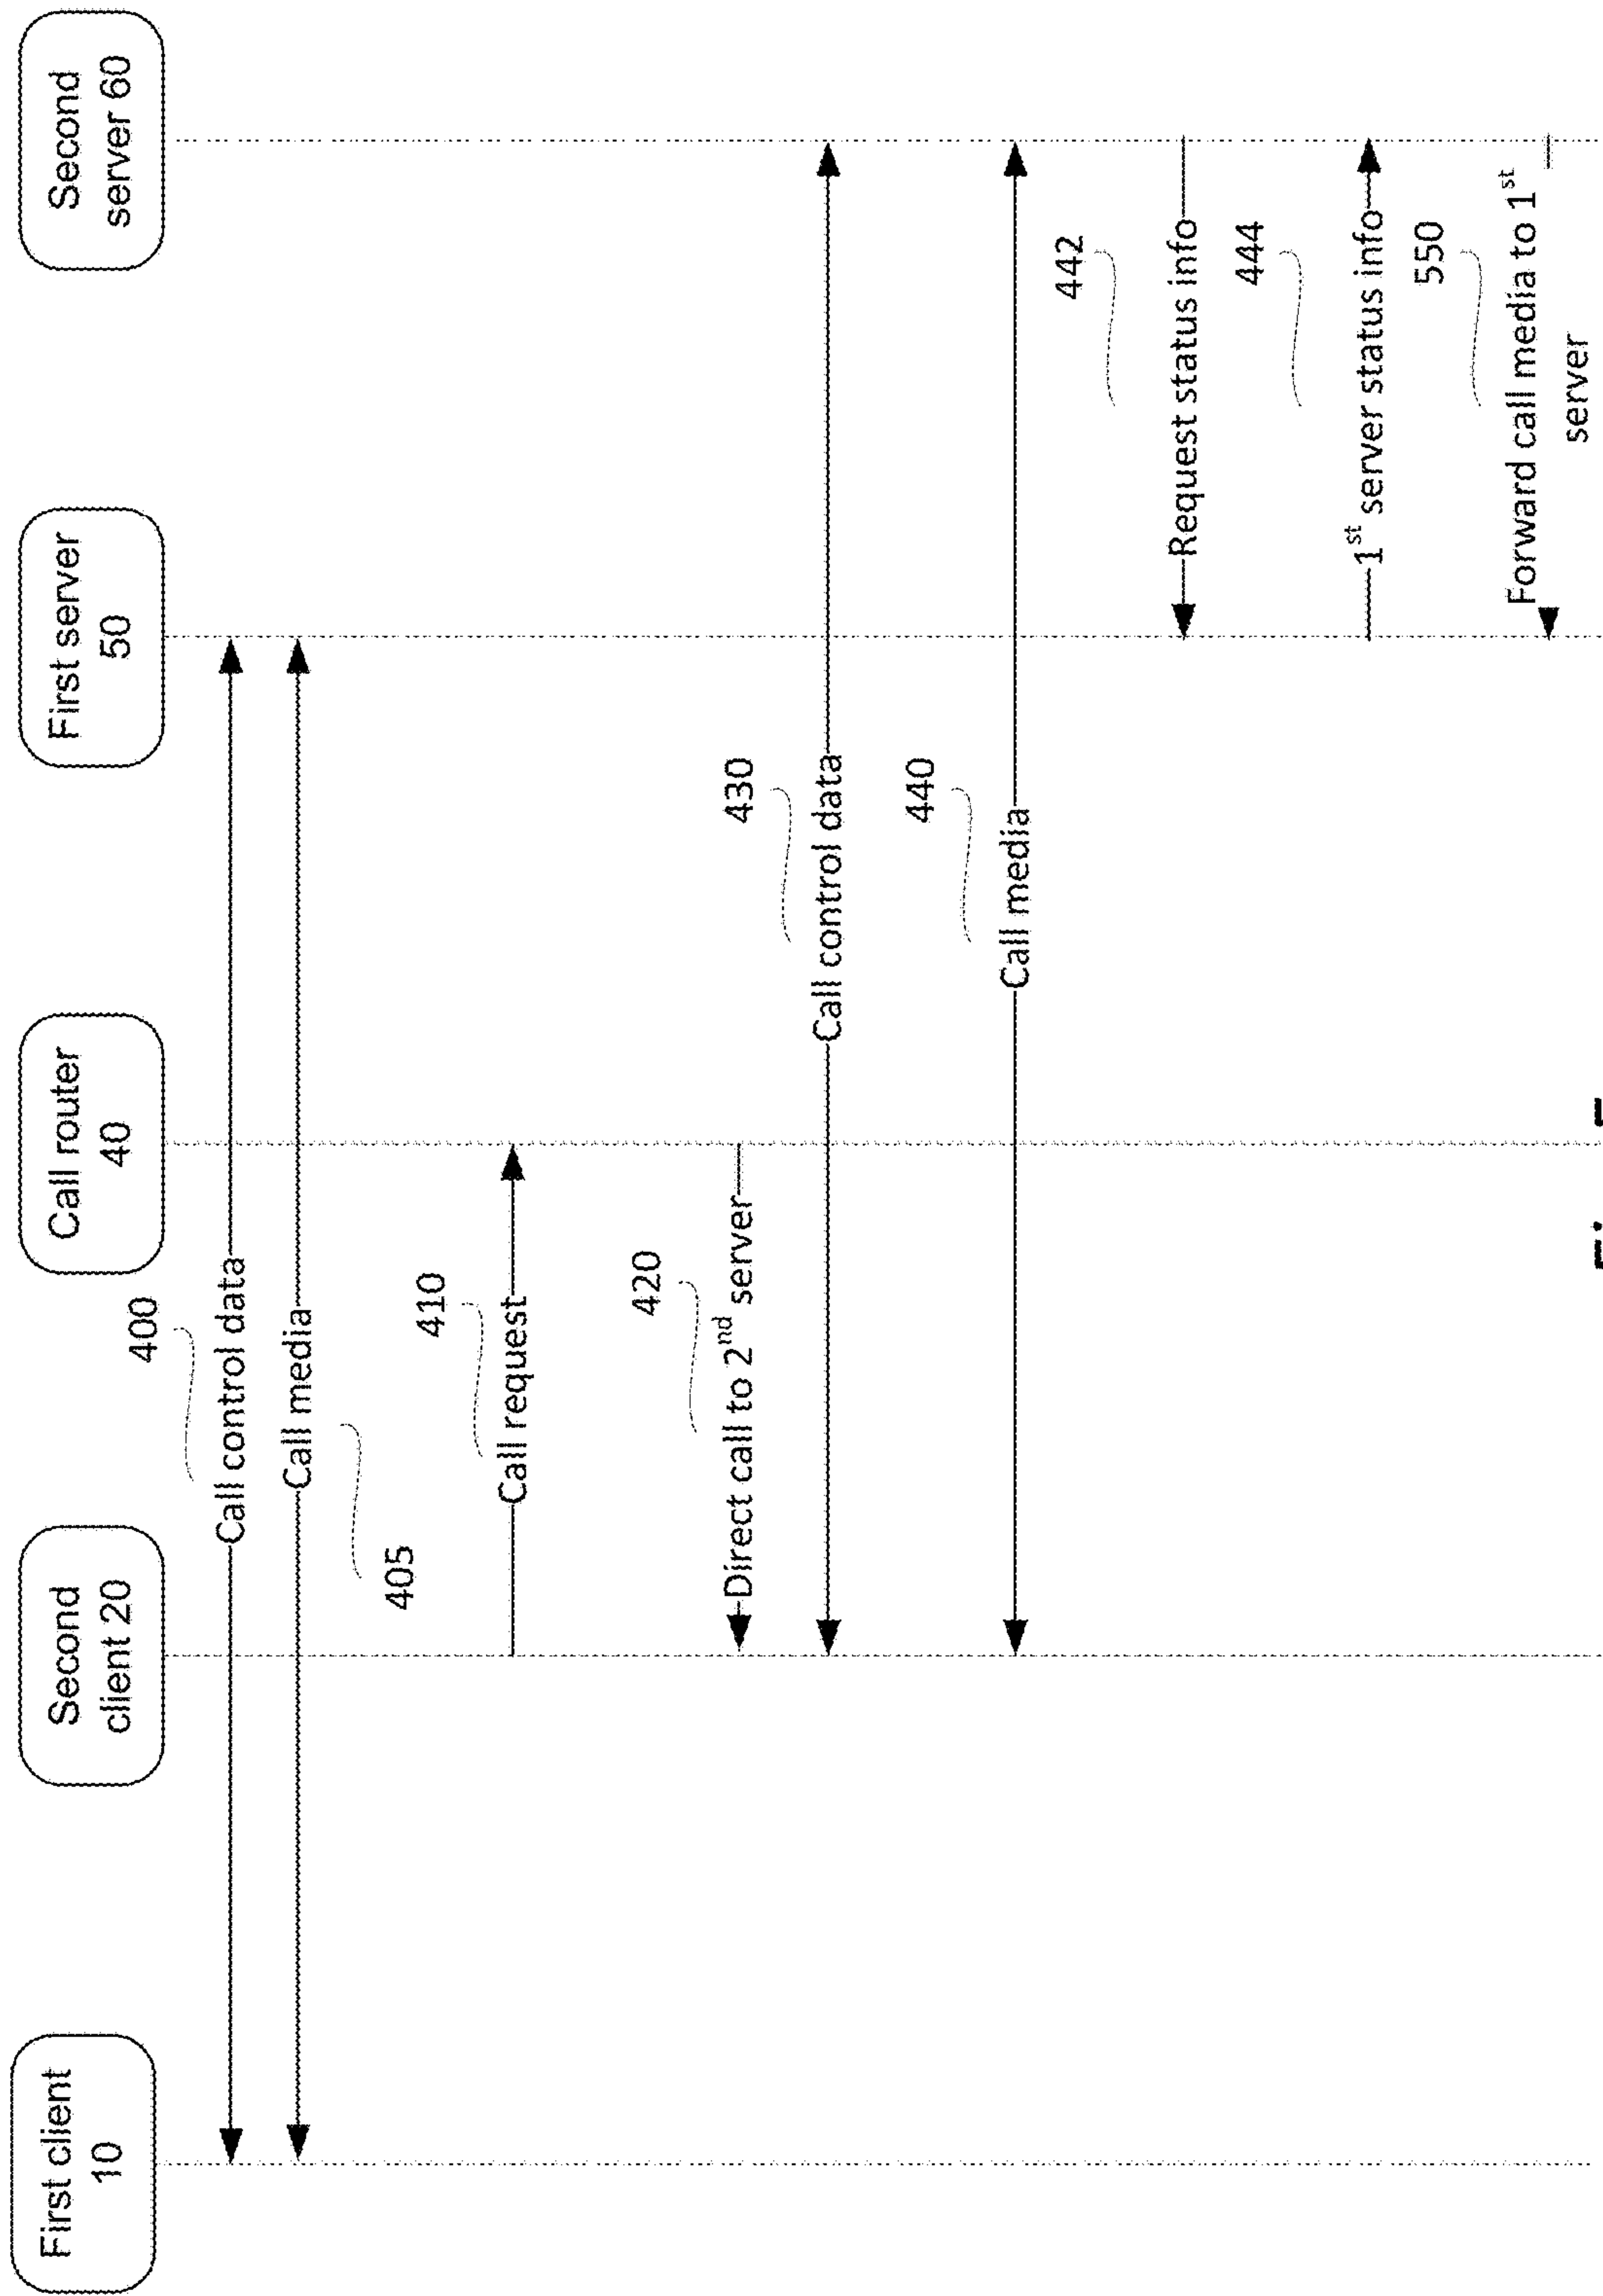 First client
10
Second
client 20
Call router
40
First server
50
Second
server 60
400
Call control data
Call media
405
410
Call request
420
Direct call to 2nd server
430
Call control data
440
Call media
442
Request status info
444
1st server status info
550
Forward call media to 1st
server